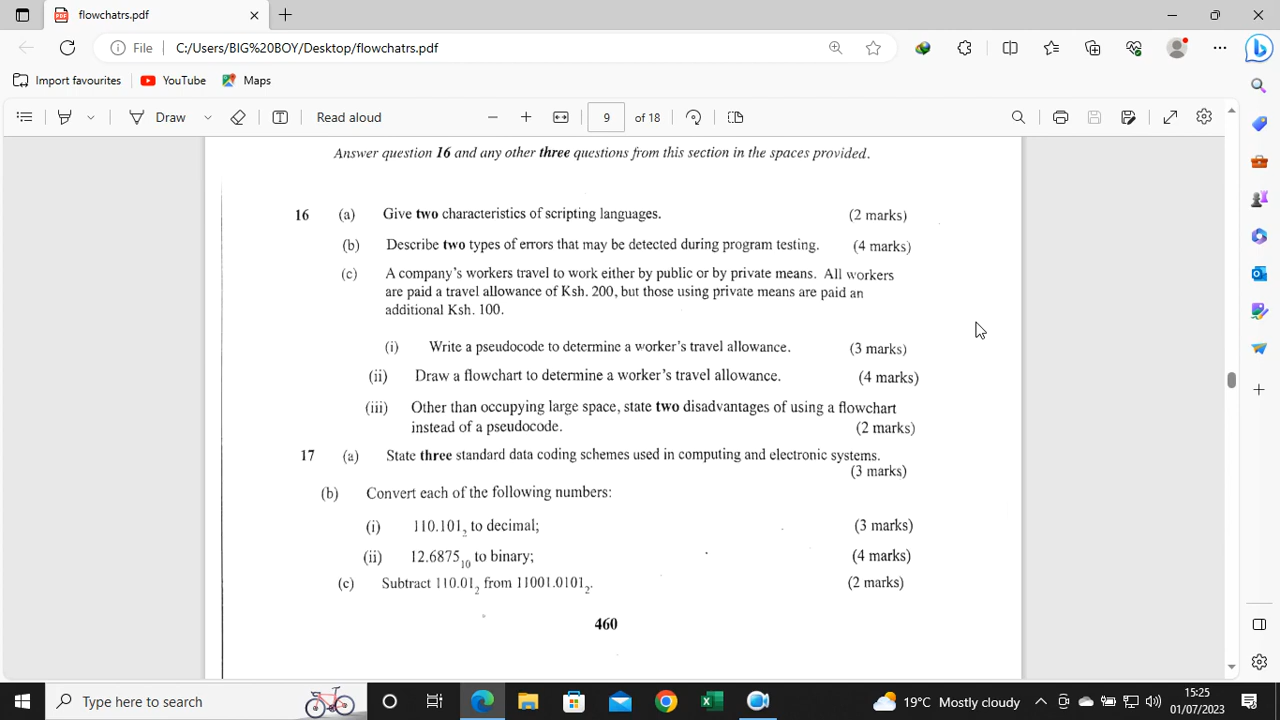 flowchatrs.pdf
File C:/Users/BIG%20BOY/Desktop/flowchatrs.pdf
Import favourites YouTube Maps
Draw Read aloud 9 of 18
Answer question 16 and any other three questions from this section in the spaces provided.
16 (a) Give two characteristics of scripting languages. (2 marks)
(b) Describe two types of errors that may be detected during program testing. (4 marks)
(c) A company's workers travel to work either by public or by private means. All workers
are paid a travel allowance of Ksh. 200, but those using private means are paid an
additional Ksh. 100.
(i) Write a pseudocode to determine a worker's travel allowance. (3 marks)
(ii) Draw a flowchart to determine a worker's travel allowance. (4 marks)
(iii) Other than occupying large space, state two disadvantages of using a flowchart
instead of a pseudocode. (2 marks)
17 (a) State three standard data coding schemes used in computing and electronic systems.
(3 marks)
(b) Convert each of the following numbers:
(i) 110.101₂ to decimal; (3 marks)
(ii) 12.6875₁₀ to binary; (4 marks)
(c) Subtract 110.01₂ from 11001.0101₂. (2 marks)
460
Type here to search 19°C Mostly cloudy 15:25
01/07/2023